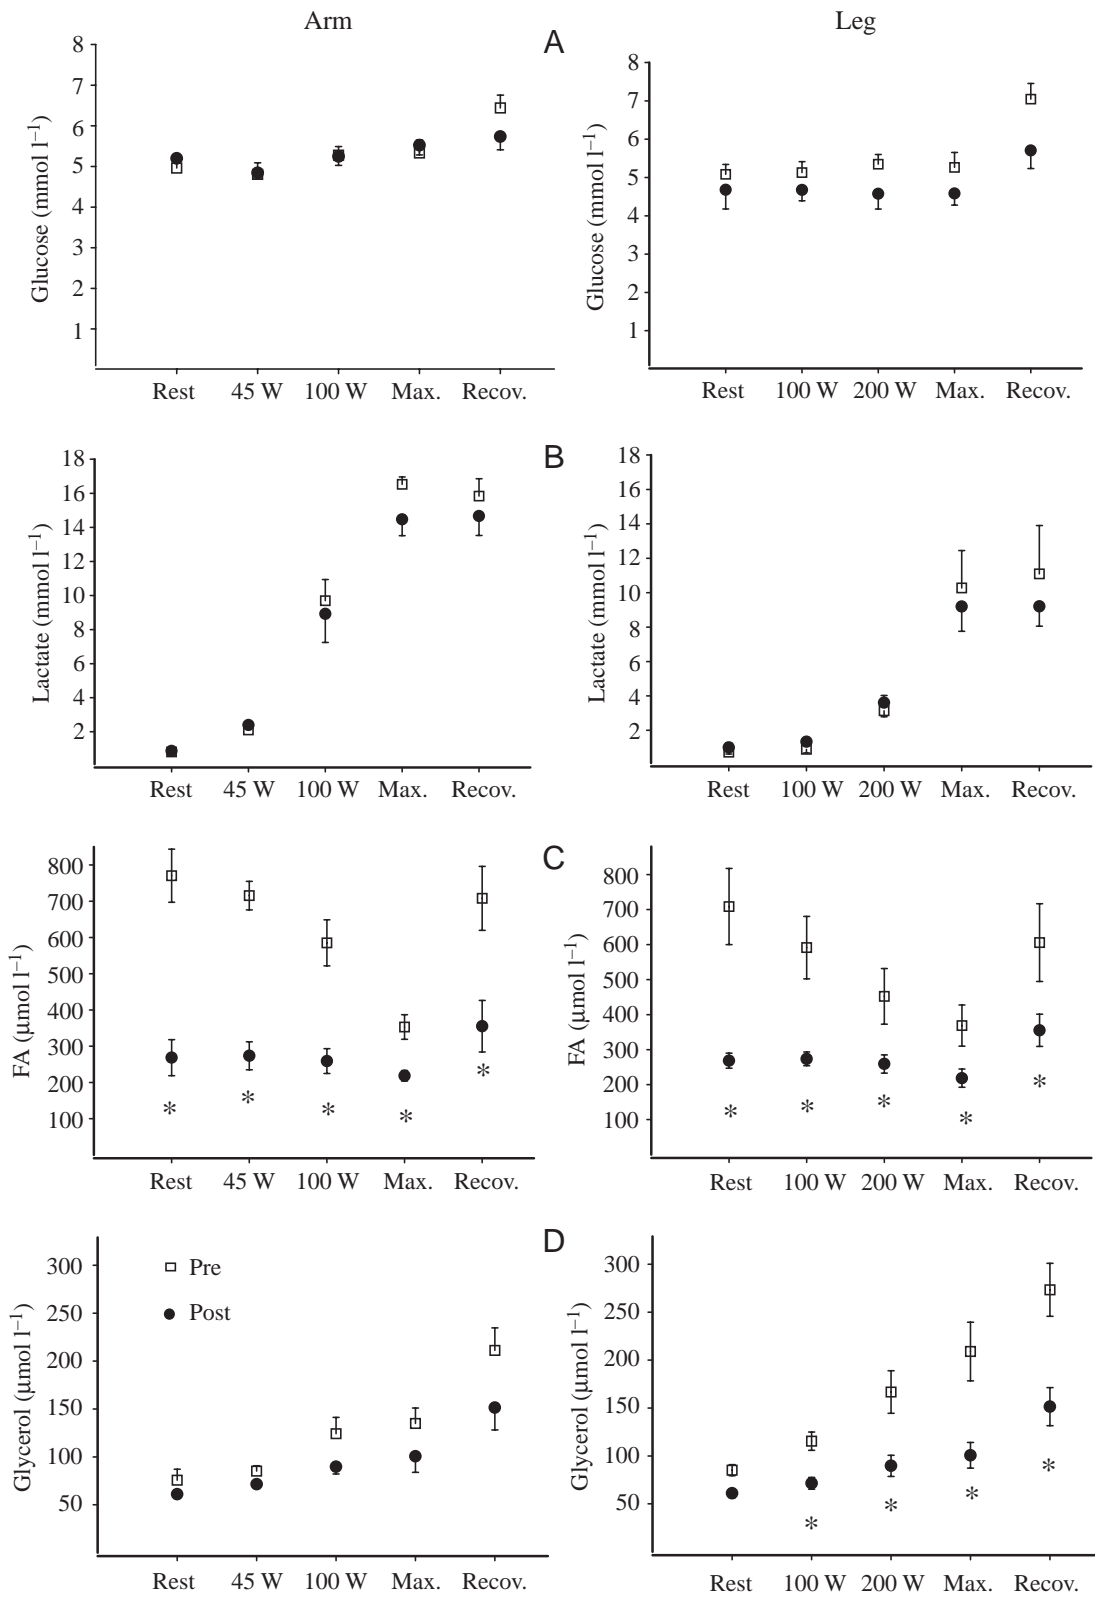 Arm
A
Leg
8
7
6
5
4
3
2
1
Glucose (mmol l⁻¹)
Rest 45 W 100 W Max. Recov.
8
7
6
5
4
3
2
1
Glucose (mmol l⁻¹)
Rest 100 W 200 W Max. Recov.
B
18
16
14
12
10
8
6
4
2
Lactate (mmol l⁻¹)
Rest 45 W 100 W Max. Recov.
18
16
14
12
10
8
6
4
2
Lactate (mmol l⁻¹)
Rest 100 W 200 W Max. Recov.
C
800
700
600
500
400
300
200
100
FA (μmol l⁻¹)
* * * * *
Rest 45 W 100 W Max. Recov.
800
700
600
500
400
300
200
100
FA (μmol l⁻¹)
* * * * *
Rest 100 W 200 W Max. Recov.
D
300
250
200
150
100
50
Glycerol (μmol l⁻¹)
Pre
Post
Rest 45 W 100 W Max. Recov.
300
250
200
150
100
50
Glycerol (μmol l⁻¹)
* * * *
Rest 100 W 200 W Max. Recov.